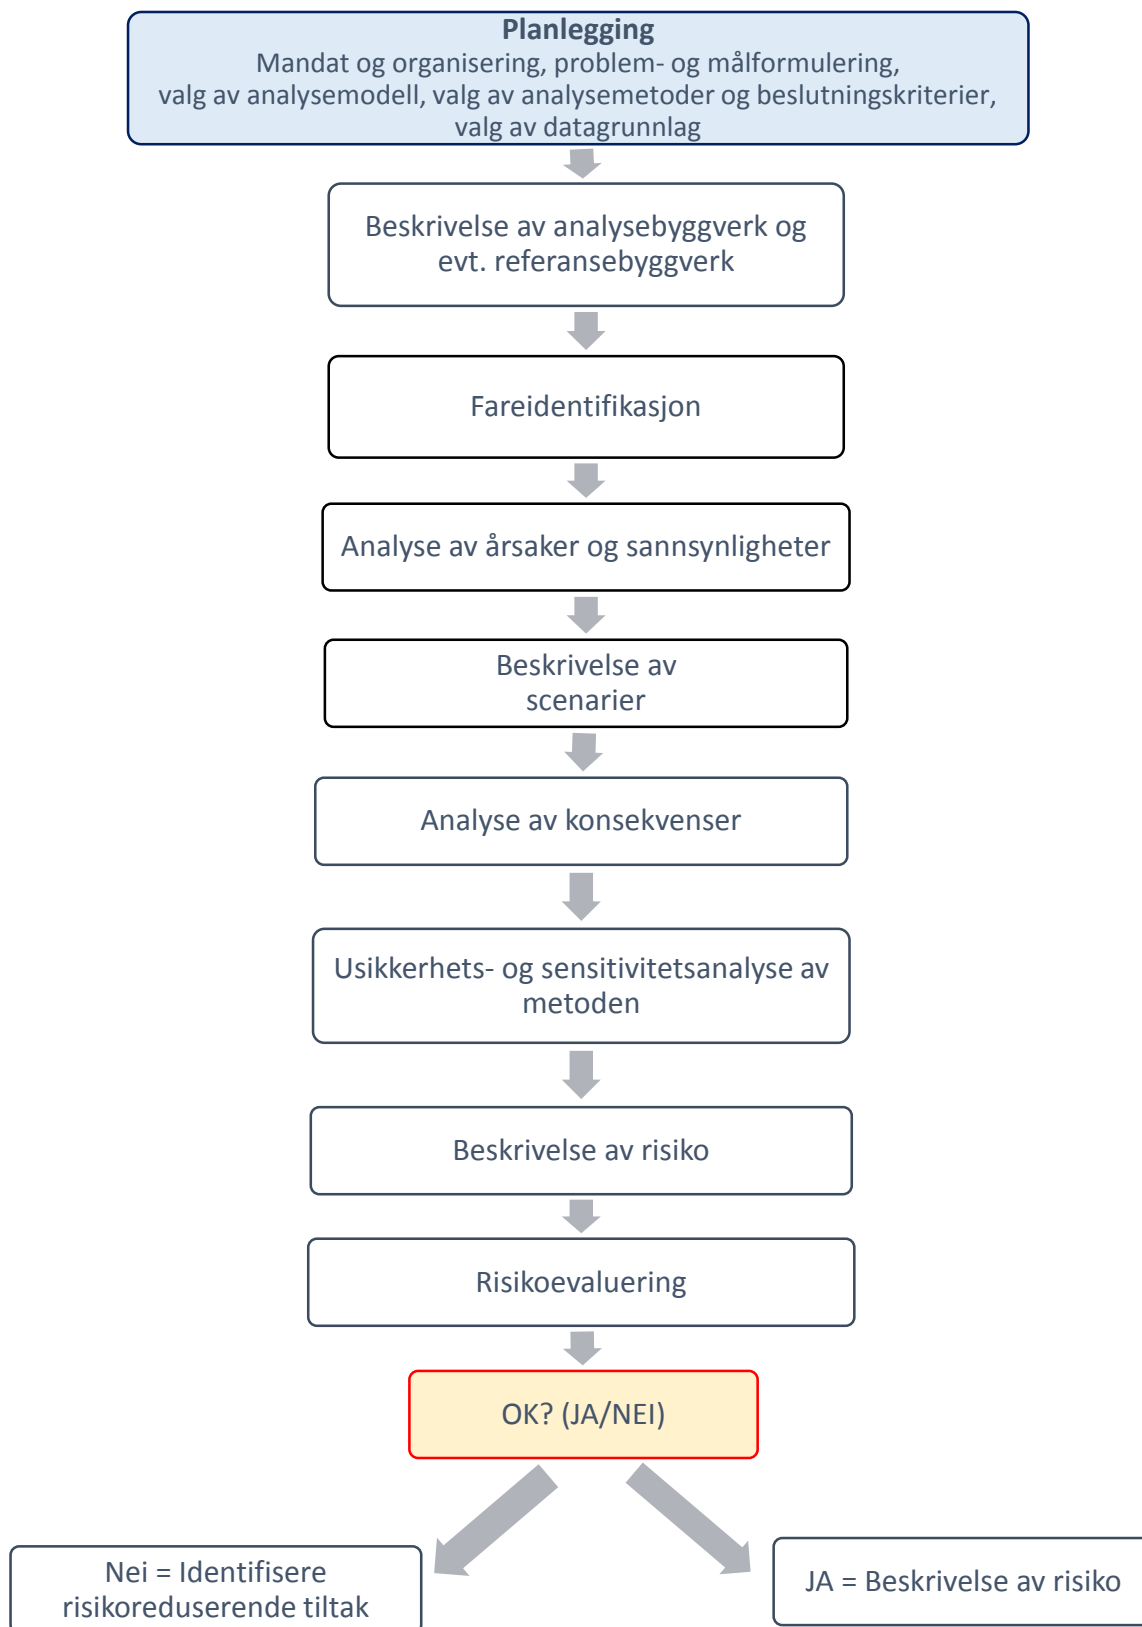 Planlegging
Mandat og organisering, problem- og målformulering,
valg av analysemodell, valg av analysemetoder og beslutningskriterier,
valg av datagrunnlag
Beskrivelse av analysebyggverk og
evt. referansebyggverk
Fareidentifikasjon
Analyse av årsaker og sannsynligheter
Beskrivelse av
scenarier
Analyse av konsekvenser
Usikkerhets- og sensitivitetsanalyse av
metoden
Beskrivelse av risiko
Risikoevaluering
OK? (JA/NEI)
Nei = Identifisere
risikoreduserende tiltak
JA = Beskrivelse av risiko